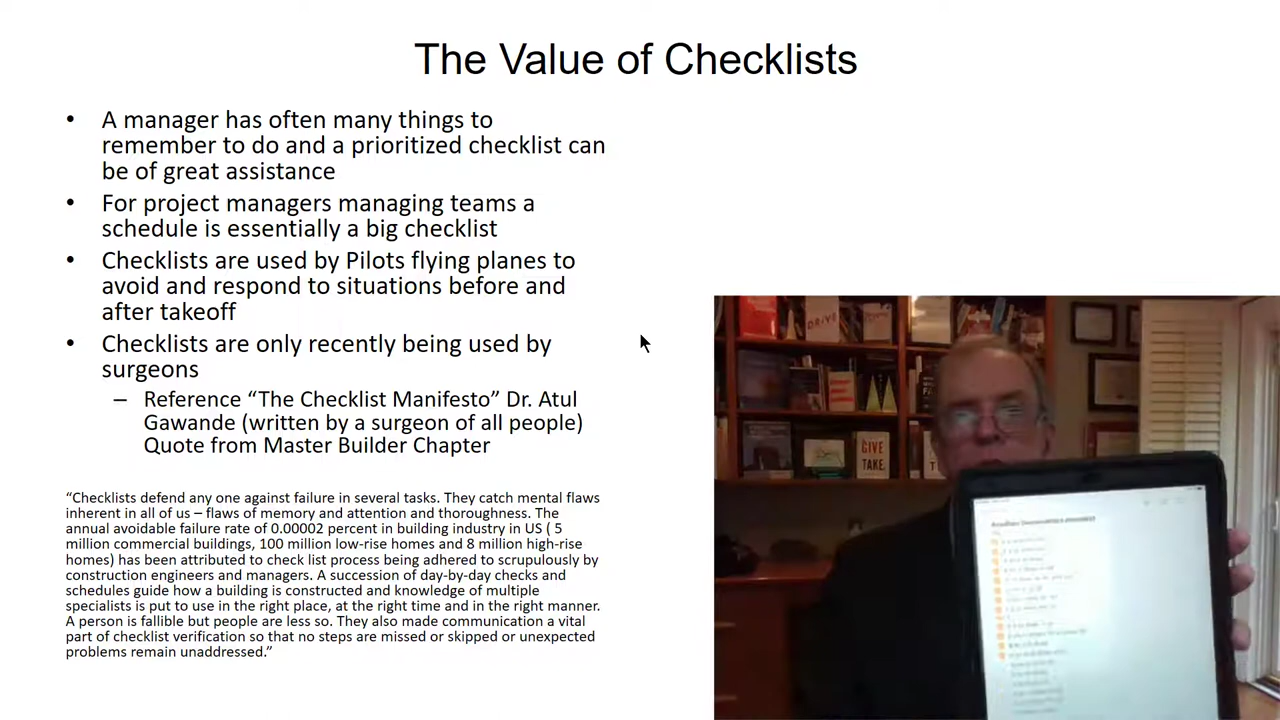 The Value of Checklists
• A manager has often many things to
remember to do and a prioritized checklist can
be of great assistance
• For project managers managing teams a
schedule is essentially a big checklist
• Checklists are used by Pilots flying planes to
avoid and respond to situations before and
after takeoff
• Checklists are only recently being used by
surgeons
– Reference “The Checklist Manifesto” Dr. Atul
Gawande (written by a surgeon of all people)
Quote from Master Builder Chapter
“Checklists defend any one against failure in several tasks. They catch mental flaws
inherent in all of us – flaws of memory and attention and thoroughness. The
annual avoidable failure rate of 0.00002 percent in building industry in US ( 5
million commercial buildings, 100 million low-rise homes and 8 million high-rise
homes) has been attributed to check list process being adhered to scrupulously by
construction engineers and managers. A succession of day-by-day checks and
schedules guide how a building is constructed and knowledge of multiple
specialists is put to use in the right place, at the right time and in the right manner.
A person is fallible but people are less so. They also made communication a vital
part of checklist verification so that no steps are missed or skipped or unexpected
problems remain unaddressed.”
DRIVE
GIVE
TAKE